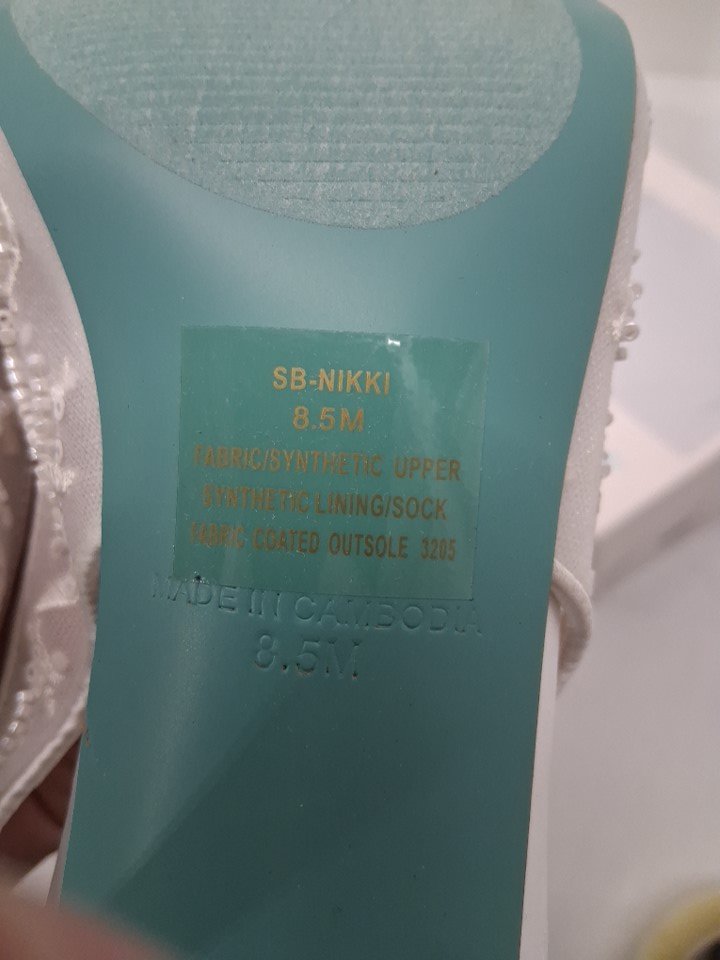 SB-NIKKI
8.5M
FABRIC/SYNTHETIC UPPER
SYNTHETIC LINING/SOCK
FABRIC COATED OUTSOLE 3205
MADE IN CAMBODIA
8.5M